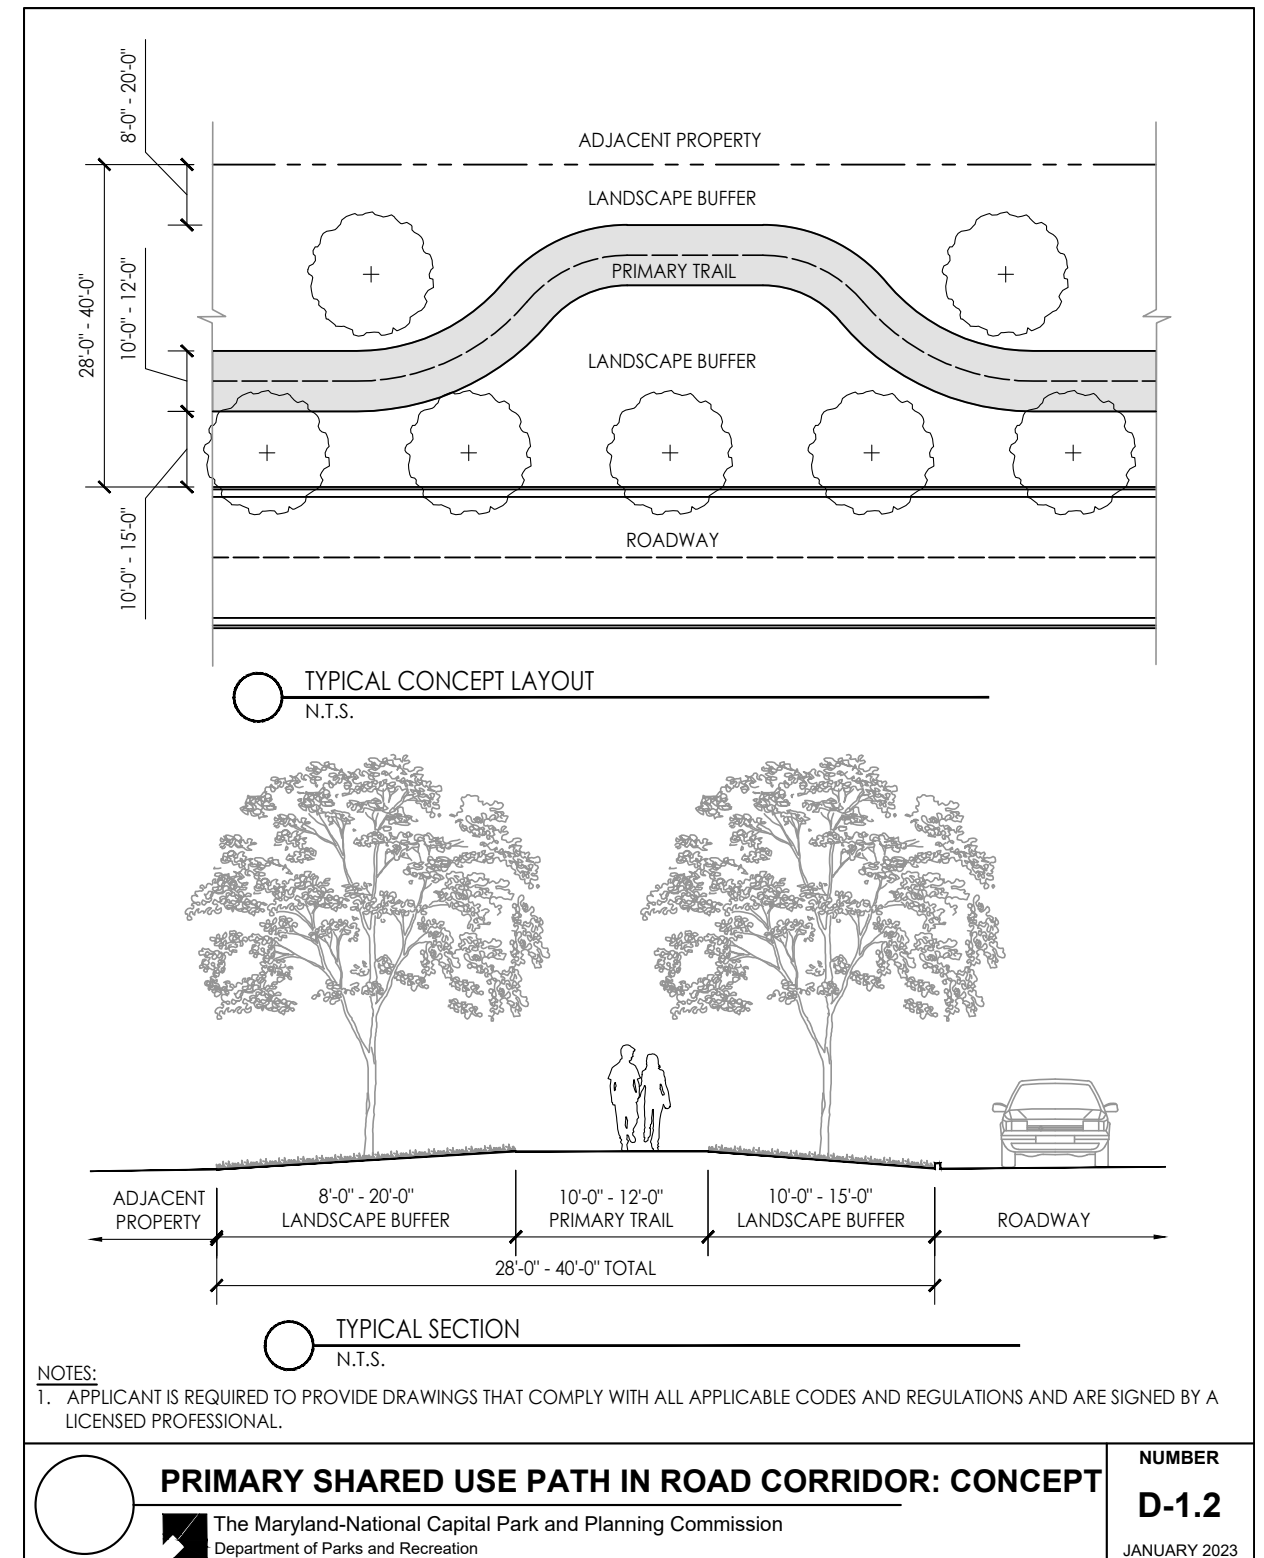 8'-0" - 20'-0"
ADJACENT PROPERTY
LANDSCAPE BUFFER
PRIMARY TRAIL
10'-0" - 12'-0"
28'-0" - 40'-0"
LANDSCAPE BUFFER
10'-0" - 15'-0"
ROADWAY
TYPICAL CONCEPT LAYOUT
N.T.S.
ADJACENT
PROPERTY
8'-0" - 20'-0"
LANDSCAPE BUFFER
10'-0" - 12'-0"
PRIMARY TRAIL
10'-0" - 15'-0"
LANDSCAPE BUFFER
ROADWAY
28'-0" - 40'-0" TOTAL
TYPICAL SECTION
N.T.S.
NOTES:
1. APPLICANT IS REQUIRED TO PROVIDE DRAWINGS THAT COMPLY WITH ALL APPLICABLE CODES AND REGULATIONS AND ARE SIGNED BY A
LICENSED PROFESSIONAL.
PRIMARY SHARED USE PATH IN ROAD CORRIDOR: CONCEPT
The Maryland-National Capital Park and Planning Commission
Department of Parks and Recreation
NUMBER
D-1.2
JANUARY 2023